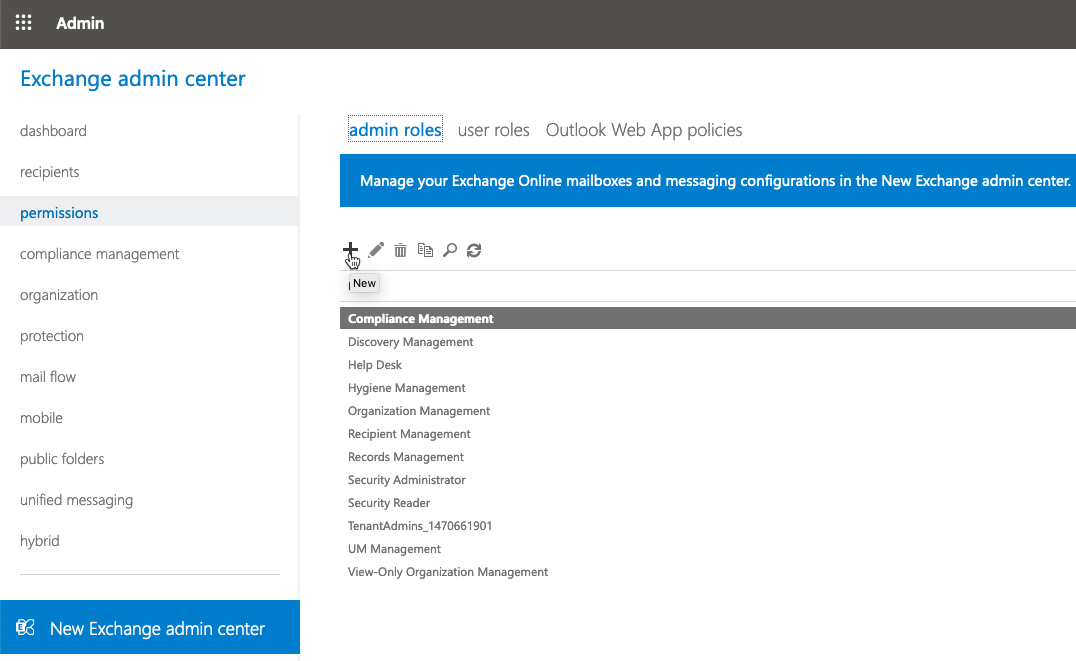 Admin
Exchange admin center
dashboard
recipients
permissions
compliance management
organization
protection
mail flow
mobile
public folders
unified messaging
hybrid
New Exchange admin center
admin roles user roles Outlook Web App policies
Manage your Exchange Online mailboxes and messaging configurations in the New Exchange admin center.
New
Compliance Management
Discovery Management
Help Desk
Hygiene Management
Organization Management
Recipient Management
Records Management
Security Administrator
Security Reader
TenantAdmins_1470661901
UM Management
View-Only Organization Management